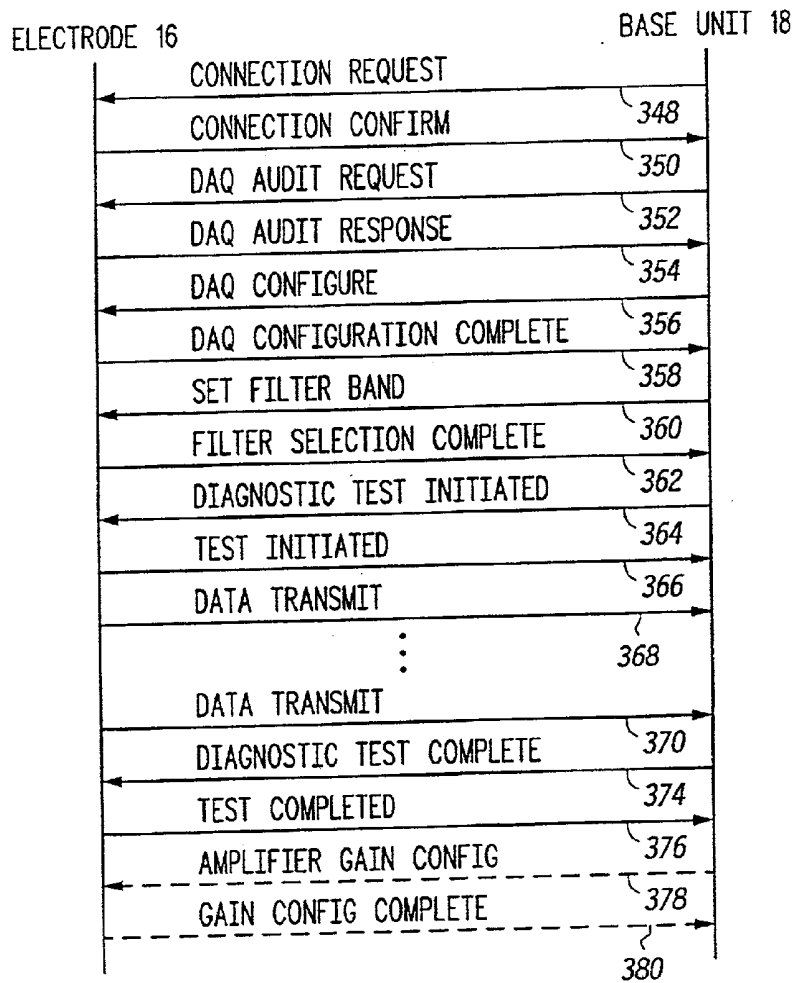 ELECTRODE 16
BASE UNIT 18
CONNECTION REQUEST
348
CONNECTION CONFIRM
350
DAQ AUDIT REQUEST
352
DAQ AUDIT RESPONSE
354
DAQ CONFIGURE
356
DAQ CONFIGURATION COMPLETE
358
SET FILTER BAND
360
FILTER SELECTION COMPLETE
362
DIAGNOSTIC TEST INITIATED
364
TEST INITIATED
366
DATA TRANSMIT
368
DATA TRANSMIT
370
DIAGNOSTIC TEST COMPLETE
374
TEST COMPLETED
376
AMPLIFIER GAIN CONFIG
378
GAIN CONFIG COMPLETE
380